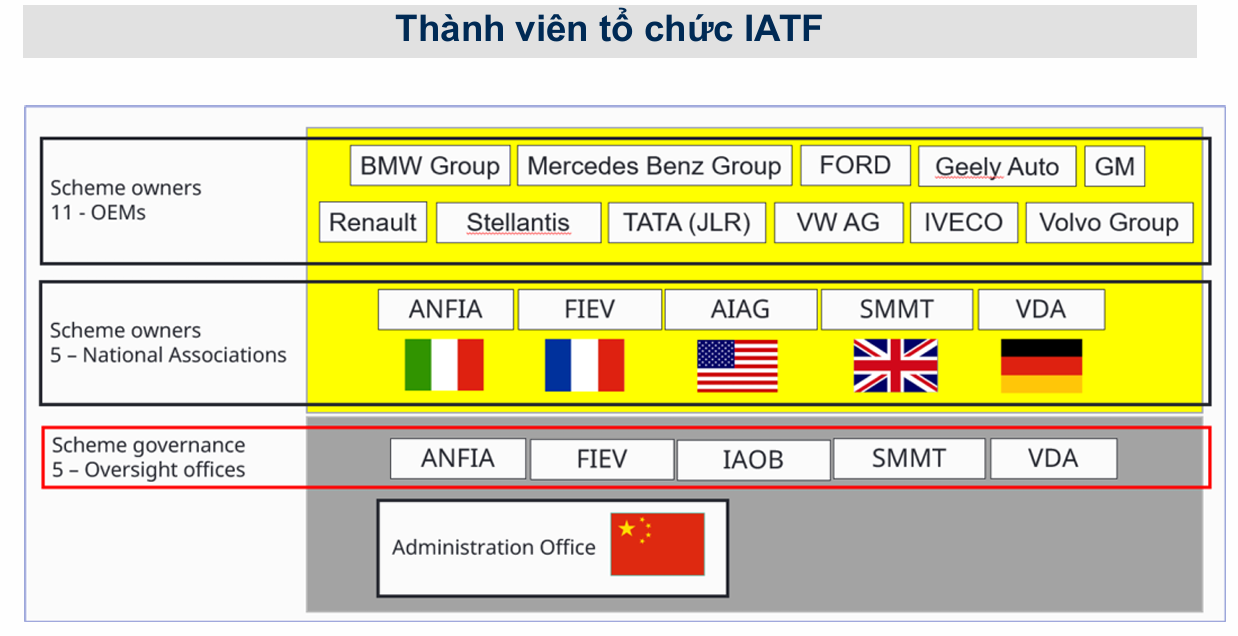 Thành viên tổ chức IATF
Scheme owners
11 - OEMs
BMW Group Mercedes Benz Group FORD Geely Auto GM
Renault Stellantis TATA (JLR) VW AG IVECO Volvo Group
Scheme owners
5 – National Associations
ANFIA FIEV AIAG SMMT VDA
Scheme governance
5 – Oversight offices
ANFIA FIEV IAOB SMMT VDA
Administration Office